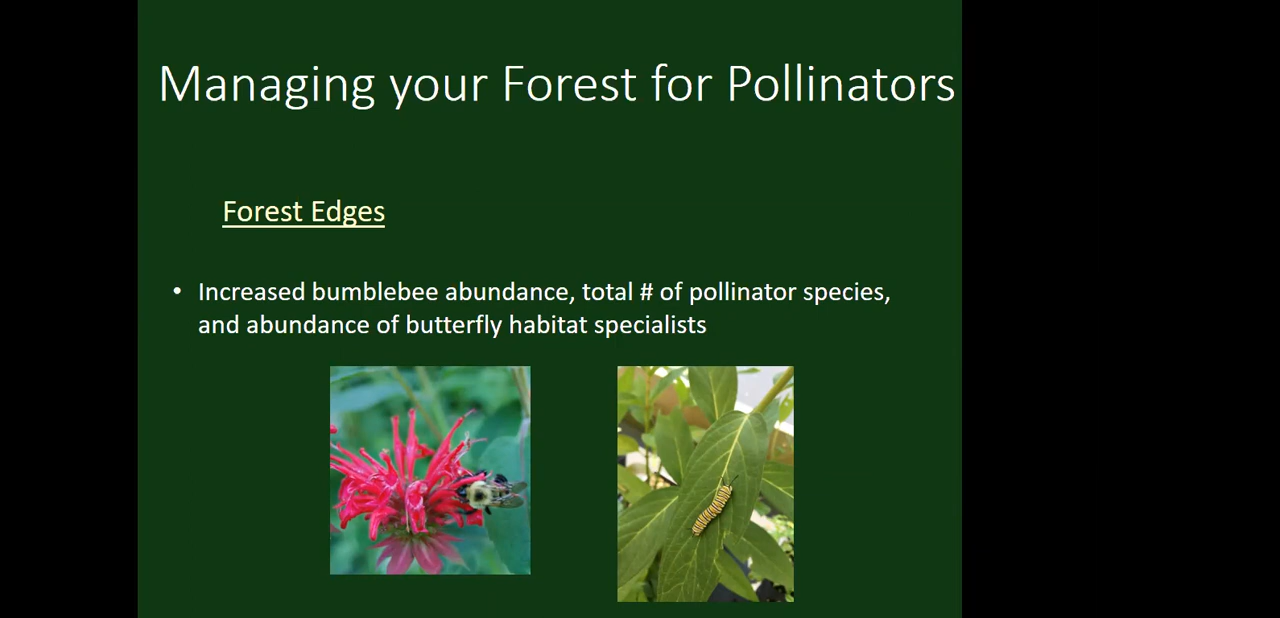 Managing your Forest for Pollinators
Forest Edges
• Increased bumblebee abundance, total # of pollinator species,
and abundance of butterfly habitat specialists